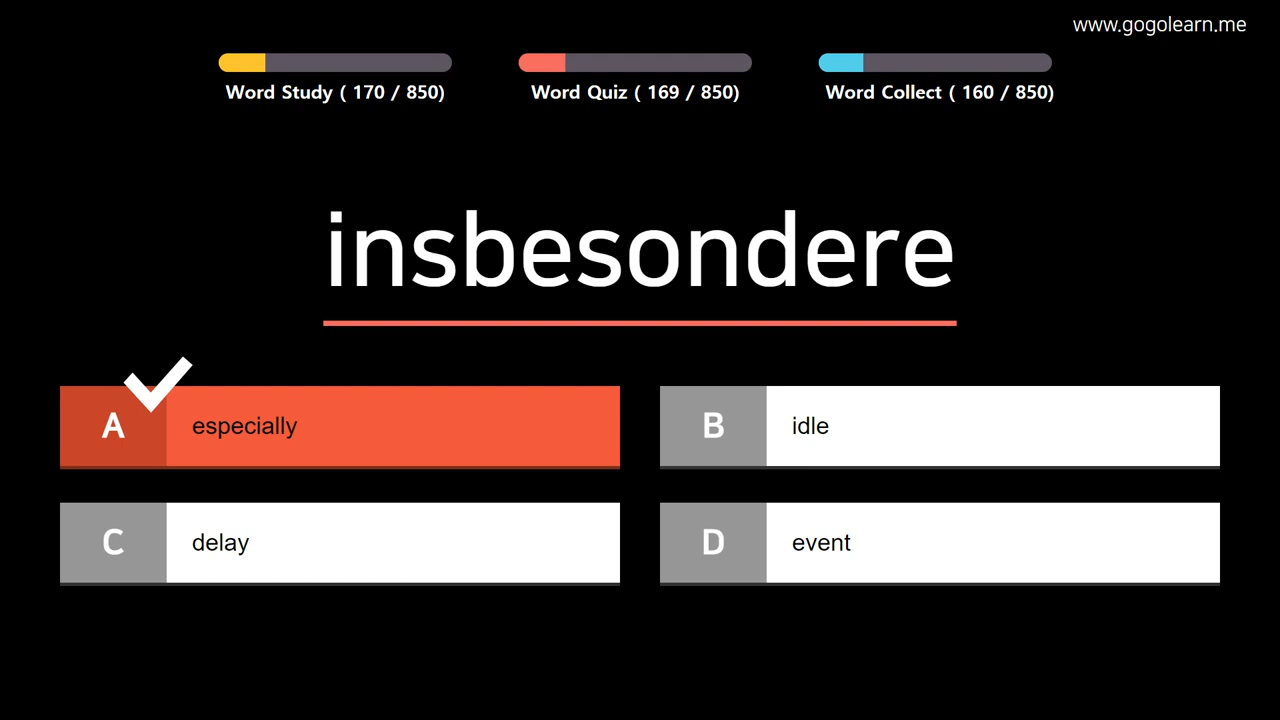 www.gogolearn.me
Word Study ( 170 / 850)
Word Quiz ( 169 / 850)
Word Collect ( 160 / 850)
insbesondere
A especially
B idle
C delay
D event